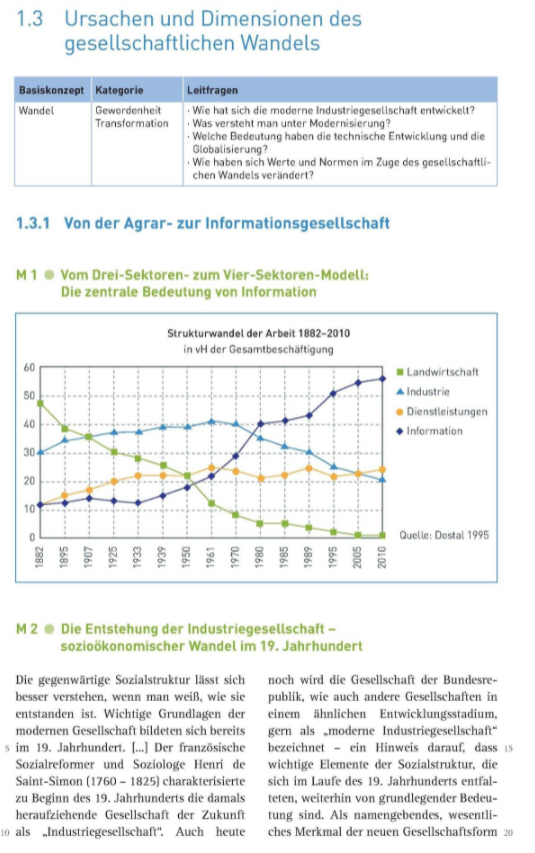 1.3 Ursachen und Dimensionen des
gesellschaftlichen Wandels
Basiskonzept Kategorie Leitfragen
Wandel Gewordenheit · Wie hat sich die moderne Industriegesellschaft entwickelt?
Transformation · Was versteht man unter Modernisierung?
· Welche Bedeutung haben die technische Entwicklung und die
Globalisierung?
· Wie haben sich Werte und Normen im Zuge des gesellschaftli-
chen Wandels verändert?
1.3.1 Von der Agrar- zur Informationsgesellschaft
M 1 ● Vom Drei-Sektoren- zum Vier-Sektoren-Modell:
Die zentrale Bedeutung von Information
Strukturwandel der Arbeit 1882–2010
in vH der Gesamtbeschäftigung
60
50
40
30
20
10
0
1882 1895 1907 1925 1933 1939 1950 1961 1970 1980 1985 1989 1995 2005 2010
Landwirtschaft
Industrie
Dienstleistungen
Information
Quelle: Dostal 1995
M 2 ● Die Entstehung der Industriegesellschaft –
sozioökonomischer Wandel im 19. Jahrhundert
Die gegenwärtige Sozialstruktur lässt sich
besser verstehen, wenn man weiß, wie sie
entstanden ist. Wichtige Grundlagen der
modernen Gesellschaft bildeten sich bereits
5 im 19. Jahrhundert. [...] Der französische
Sozialreformer und Soziologe Henri de
Saint-Simon (1760 – 1825) charakterisierte
zu Beginn des 19. Jahrhunderts die damals
heraufziehende Gesellschaft der Zukunft
10 als „Industriegesellschaft“. Auch heute
noch wird die Gesellschaft der Bundesre-
publik, wie auch andere Gesellschaften in
einem ähnlichen Entwicklungsstadium,
gern als „moderne Industriegesellschaft“
bezeichnet – ein Hinweis darauf, dass 15
wichtige Elemente der Sozialstruktur, die
sich im Laufe des 19. Jahrhunderts entfal-
teten, weiterhin von grundlegender Bedeu-
tung sind. Als namengebendes, wesentli-
ches Merkmal der neuen Gesellschaftsform 20